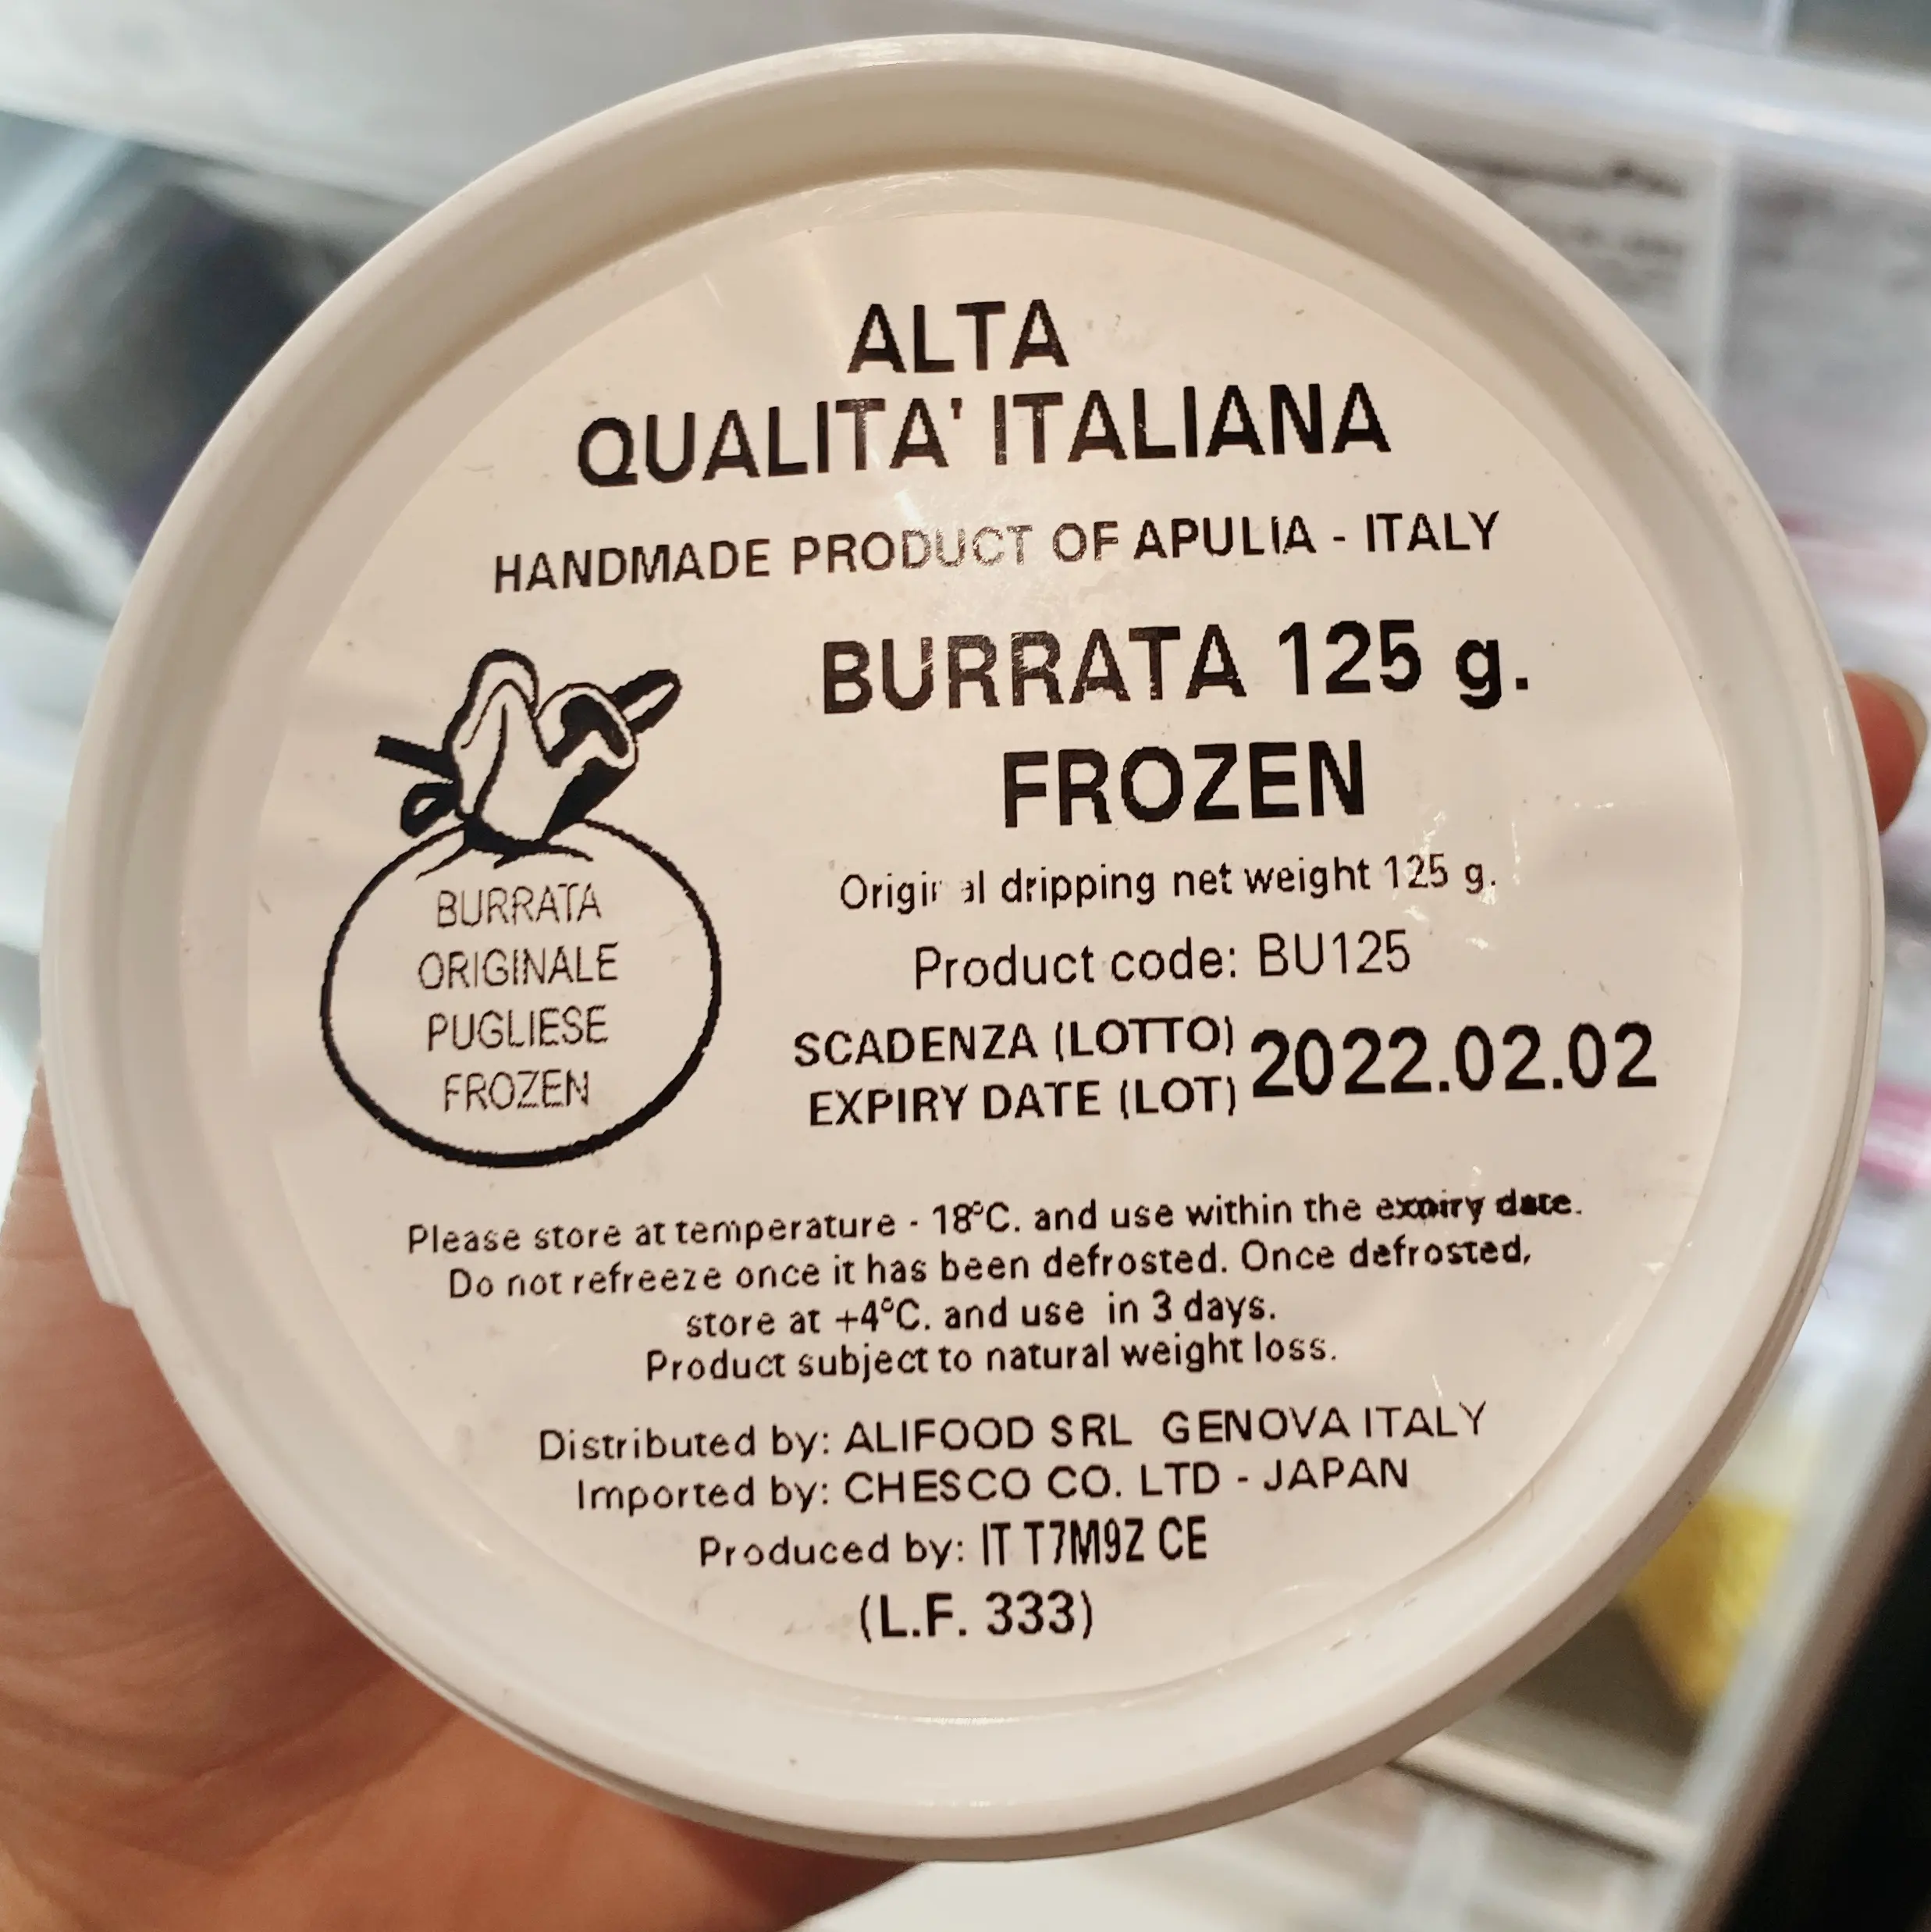 ALTA
QUALITA' ITALIANA
HANDMADE PRODUCT OF APULIA - ITALY
BURRATA 125 g.
FROZEN
Original dripping net weight 125 g.
Product code: BU125
SCADENZA (LOTTO)
EXPIRY DATE (LOT)
2022.02.02
BURRATA
ORIGINALE
PUGLIESE
FROZEN
Please store at temperature - 18°C. and use within the expiry date.
Do not refreeze once it has been defrosted. Once defrosted,
store at +4°C. and use in 3 days.
Product subject to natural weight loss.
Distributed by: ALIFOOD SRL GENOVA ITALY
Imported by: CHESCO CO. LTD - JAPAN
Produced by: IT T7M9Z CE
(L.F. 333)